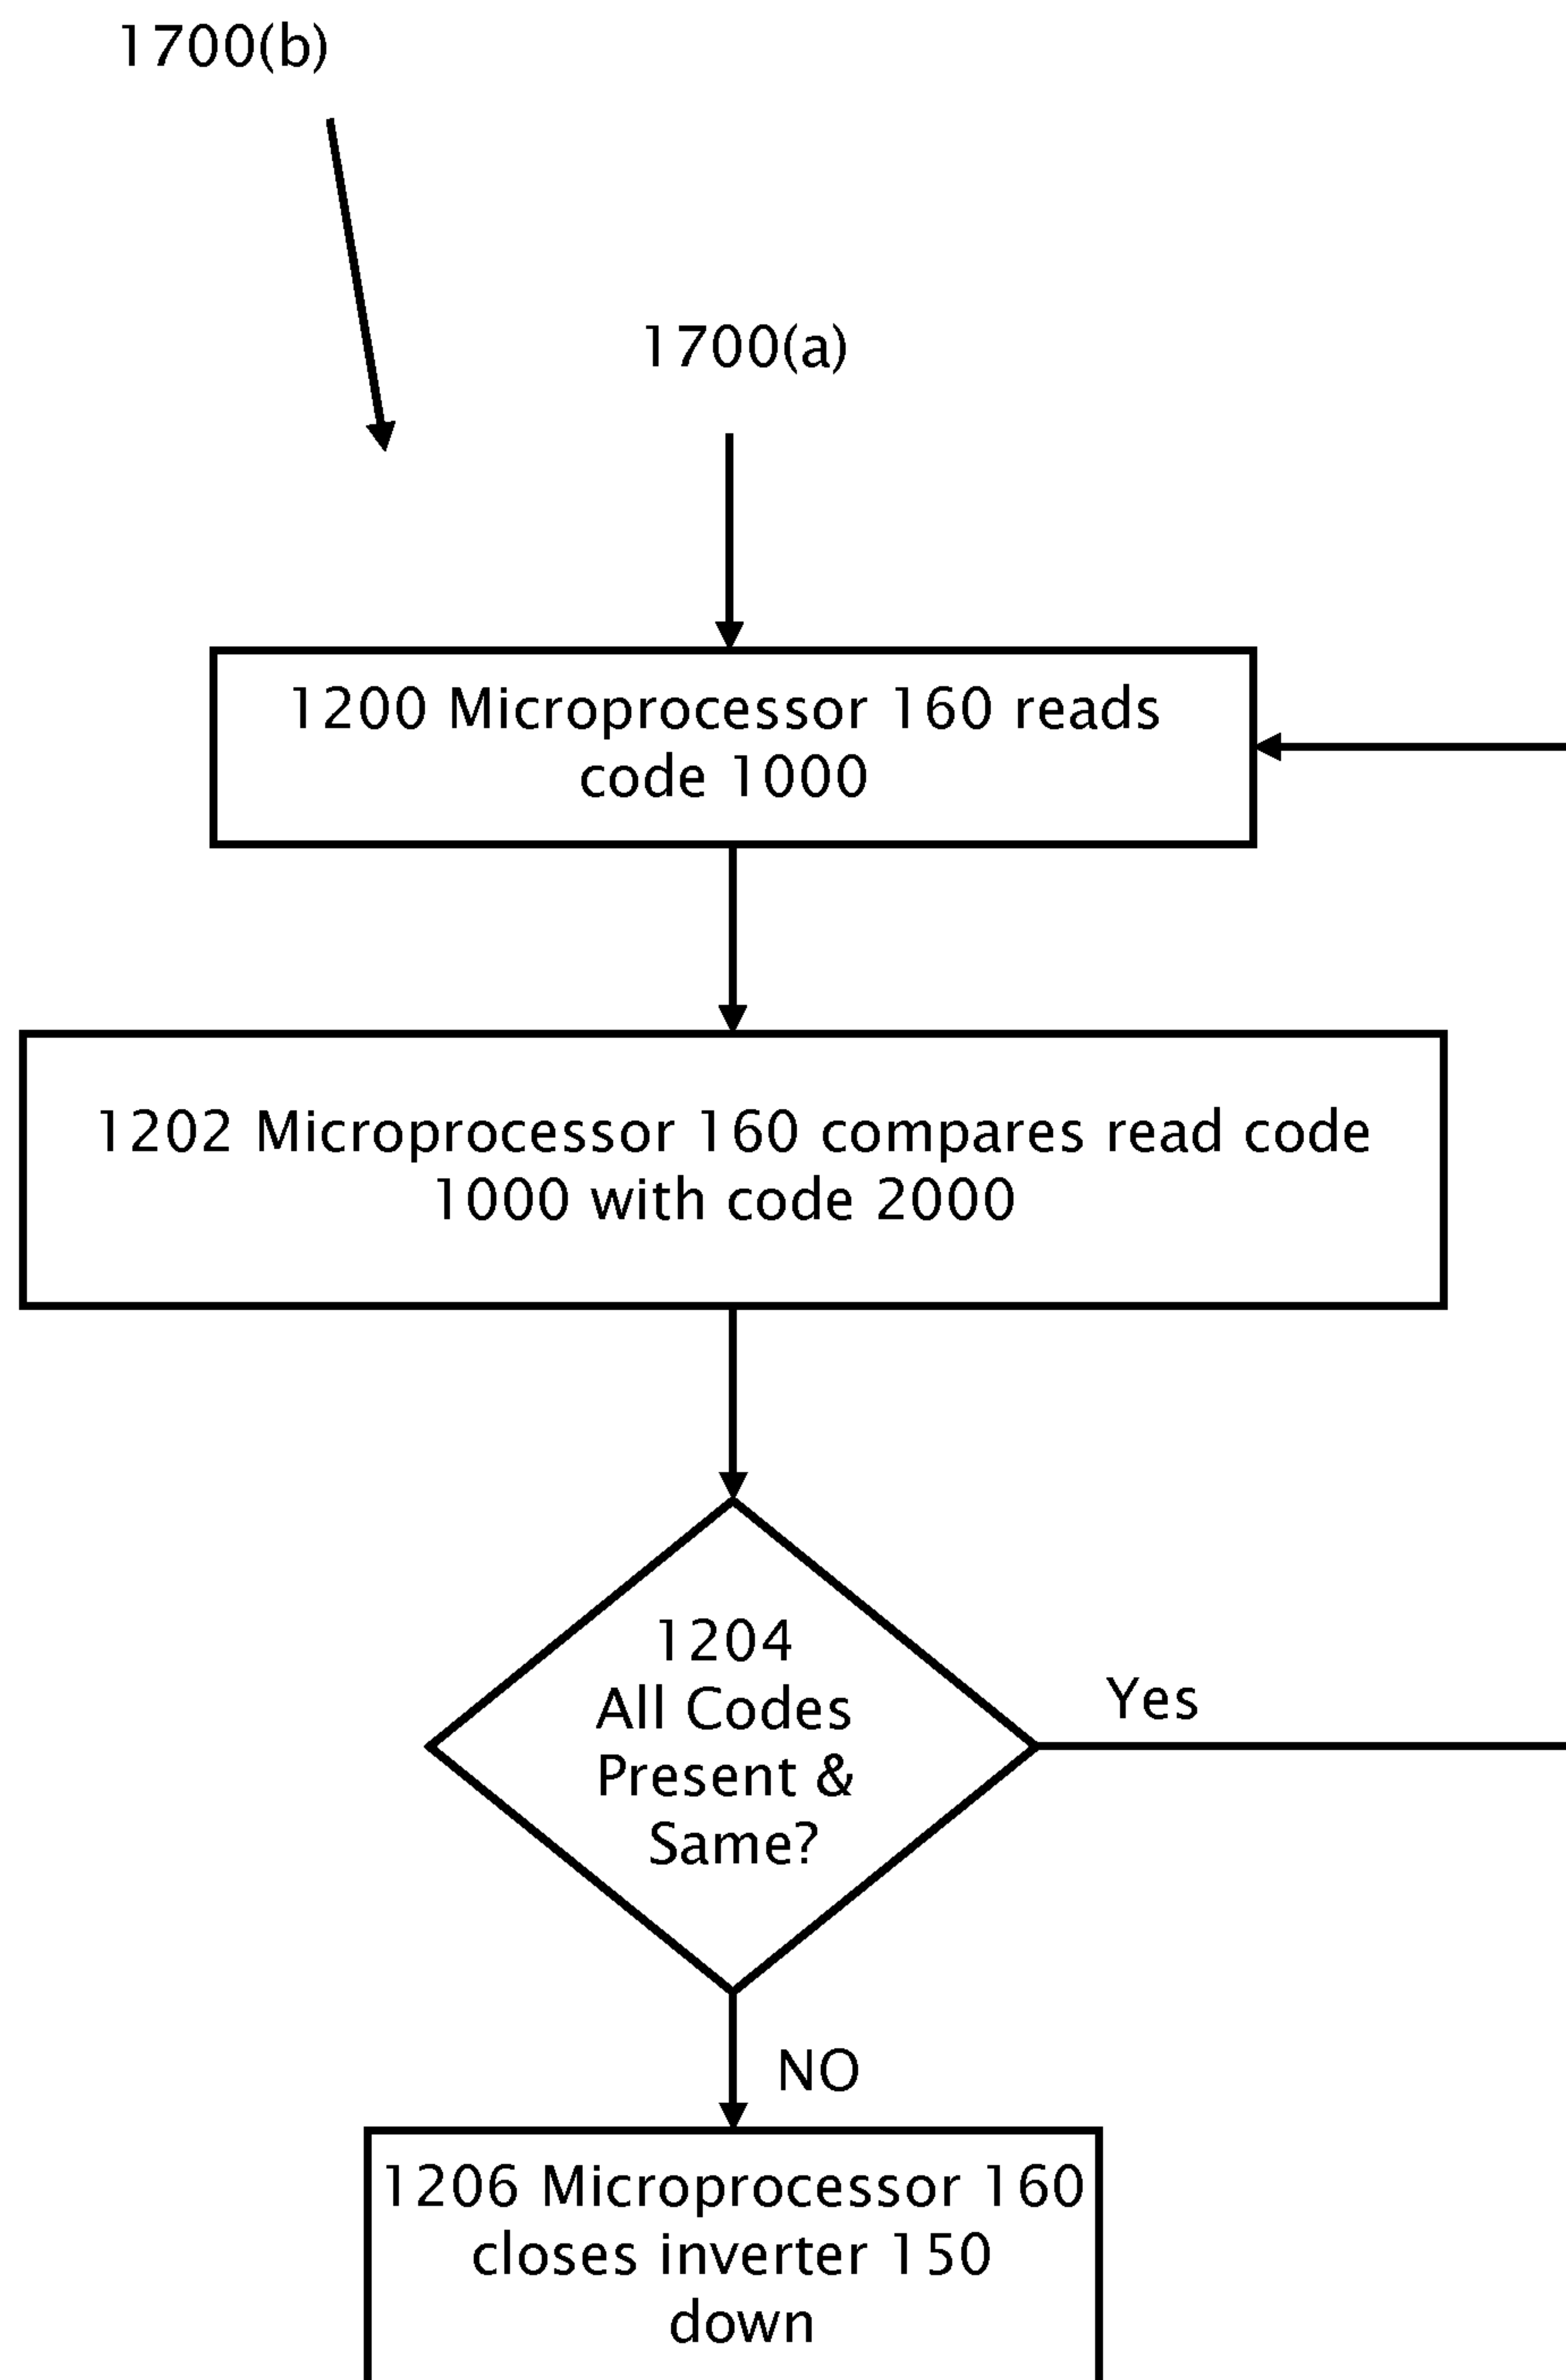 1700(b)
1700(a)
1200 Microprocessor 160 reads
code 1000
1202 Microprocessor 160 compares read code
1000 with code 2000
1204
All Codes
Present &
Same?
Yes
NO
1206 Microprocessor 160
closes inverter 150
down